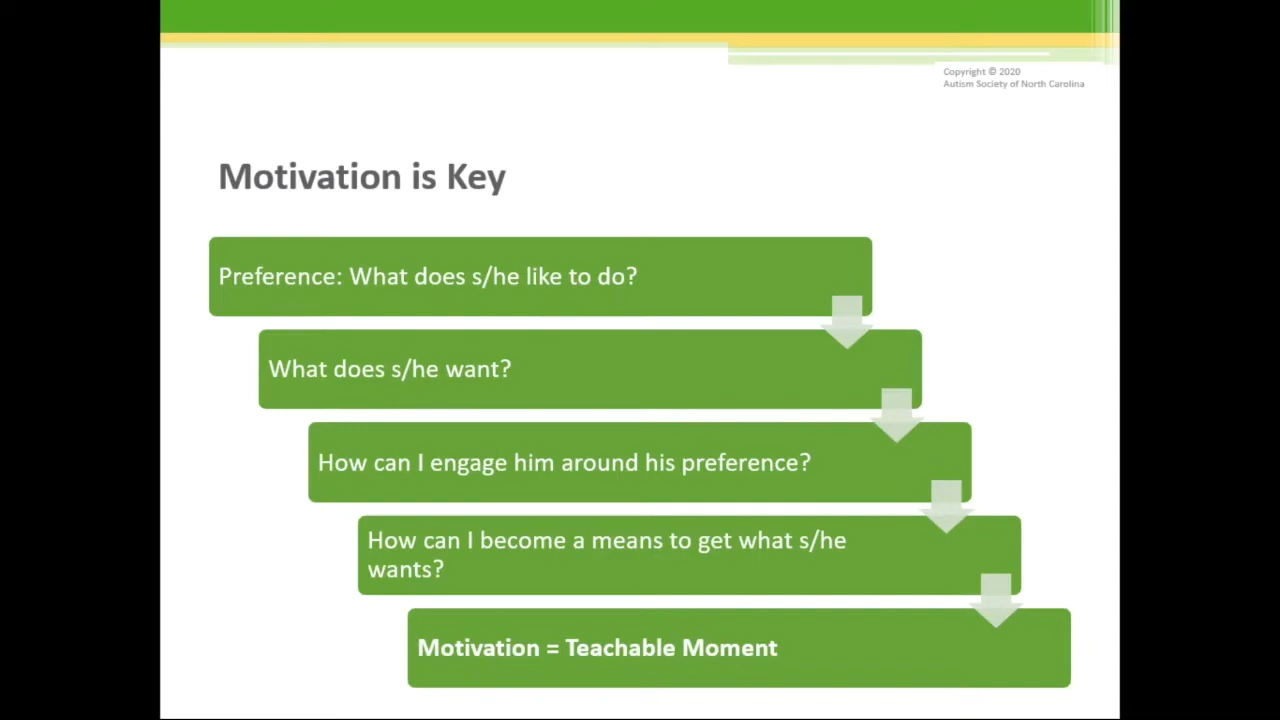 Copyright © 2020
Autism Society of North Carolina
Motivation is Key
Preference: What does s/he like to do?
What does s/he want?
How can I engage him around his preference?
How can I become a means to get what s/he
wants?
Motivation = Teachable Moment